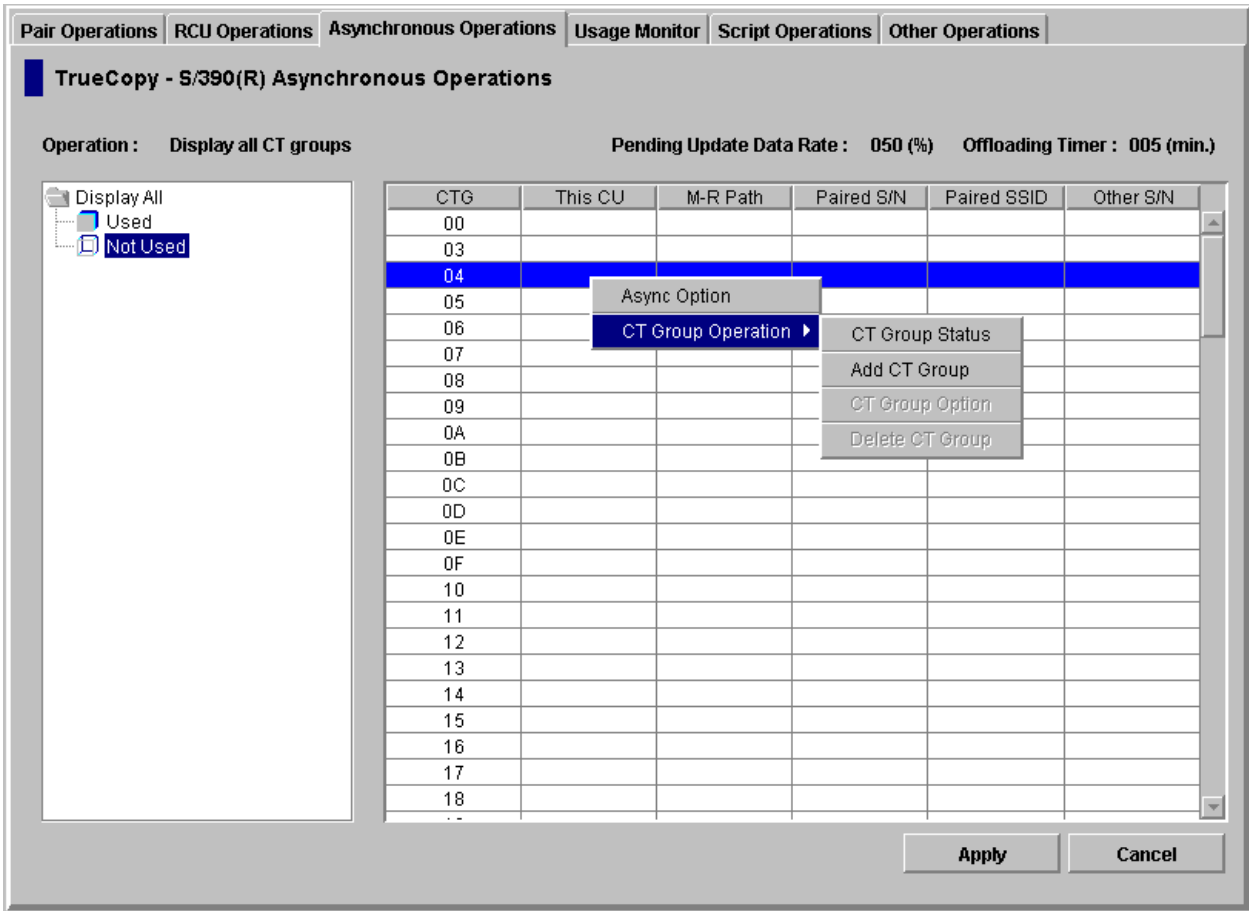 Pair Operations RCU Operations Asynchronous Operations Usage Monitor Script Operations Other Operations
TrueCopy - S/390(R) Asynchronous Operations
Operation : Display all CT groups Pending Update Data Rate : 050 (%) Offloading Timer : 005 (min.)
Display All
Used
Not Used
CTG This CU M-R Path Paired S/N Paired SSID Other S/N
00
03
04
05
06
07
08
09
0A
0B
0C
0D
0E
0F
10
11
12
13
14
15
16
17
18
Async Option
CT Group Operation
CT Group Status
Add CT Group
CT Group Option
Delete CT Group
Apply Cancel